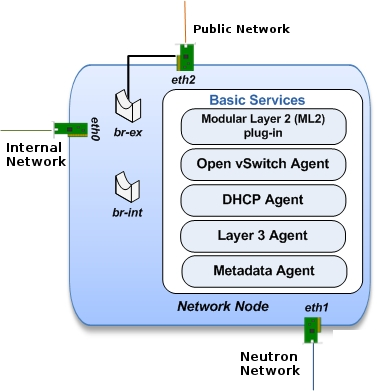 Public Network
eth2
Basic Services
Modular Layer 2 (ML2)
plug-in
br-ex
eth0
Internal
Network
Open vSwitch Agent
DHCP Agent
br-int
Layer 3 Agent
Metadata Agent
Network Node
eth1
Neutron
Network